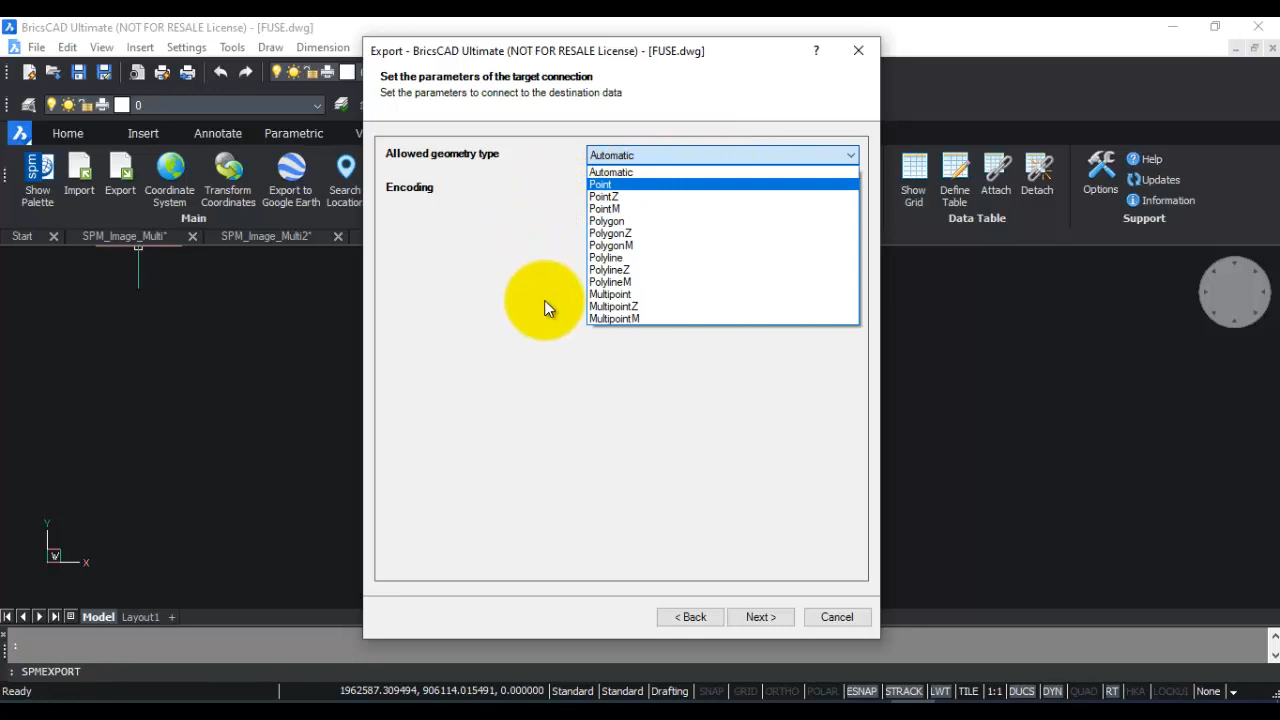 BricsCAD Ultimate (NOT FOR RESALE License) - [FUSE.dwg]
File Edit View Insert Settings Tools Draw Dimension
0
Home Insert Annotate Parametric
Show Palette
Import
Export
Coordinate System
Transform Coordinates
Export to Google Earth
Search
Main
Show Grid
Define Table
Attach
Detach
Data Table
Options
Help
Updates
Information
Support
Start SPM_Image_Multi* SPM_Image_Multi2*
Export - BricsCAD Ultimate (NOT FOR RESALE License) - [FUSE.dwg]
Set the parameters of the target connection
Set the parameters to connect to the destination data
Allowed geometry type
Automatic
Encoding
Automatic
Point
PointZ
PointM
Polygon
PolygonZ
PolygonM
Polyline
PolylineZ
PolylineM
Multipoint
MultipointZ
MultipointM
< Back Next > Cancel
Y
W
X
Model Layout1 +
:
: SPMEXPORT
Ready 1962587.309494, 906114.015491, 0.000000 Standard Standard Drafting SNAP GRID ORTHO POLAR ESNAP STRACK LWT TILE 1:1 DUCS DYN QUAD RT HKA LOCKUI None